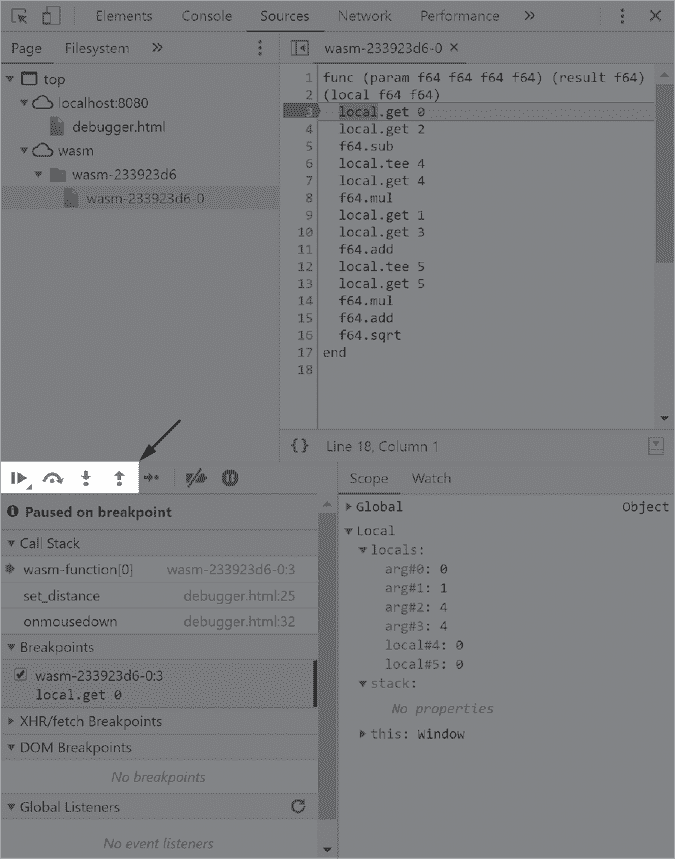 Elements Console Sources Network Performance »
Page Filesystem »
top
localhost:8080
debugger.html
wasm
wasm-233923d6
wasm-233923d6-0
wasm-233923d6-0 ×
1 func (param f64 f64 f64 f64) (result f64)
2 (local f64 f64)
3 local.get 0
4 local.get 2
5 f64.sub
6 local.tee 4
7 local.get 4
8 f64.mul
9 local.get 1
10 local.get 3
11 f64.add
12 local.tee 5
13 local.get 5
14 f64.mul
15 f64.add
16 f64.sqrt
17 end
18
{} Line 18, Column 1
Paused on breakpoint
Call Stack
wasm-function[0] wasm-233923d6-0:3
set_distance debugger.html:25
onmousedown debugger.html:32
Breakpoints
wasm-233923d6-0:3
local.get 0
XHR/fetch Breakpoints
DOM Breakpoints
No breakpoints
Global Listeners
No event listeners
Scope Watch
Global Object
Local
locals:
arg#0: 0
arg#1: 1
arg#2: 4
arg#3: 4
local#4: 0
local#5: 0
stack:
No properties
this: Window